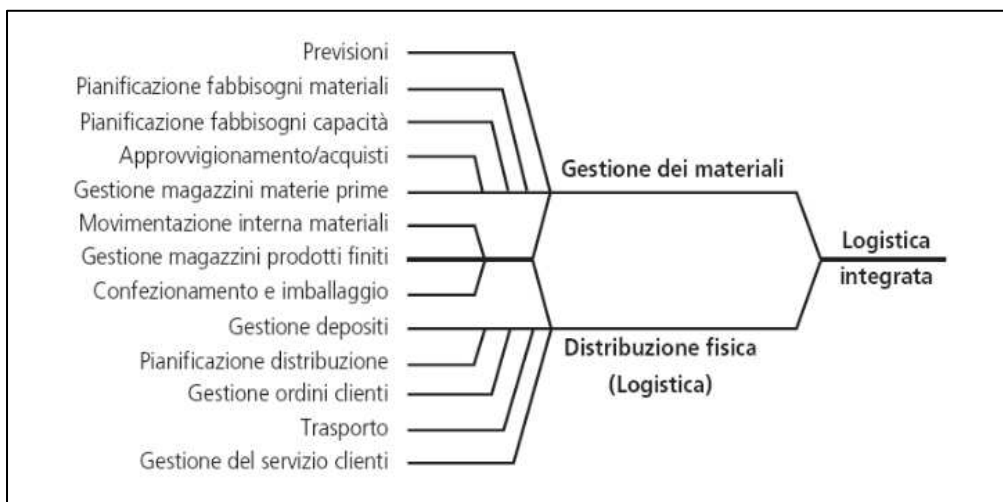 Previsioni
Pianificazione fabbisogni materiali
Pianificazione fabbisogni capacità
Approvvigionamento/acquisti
Gestione magazzini materie prime
Movimentazione interna materiali
Gestione magazzini prodotti finiti
Confezionamento e imballaggio
Gestione depositi
Pianificazione distribuzione
Gestione ordini clienti
Trasporto
Gestione del servizio clienti
Gestione dei materiali
Distribuzione fisica
(Logistica)
Logistica
integrata